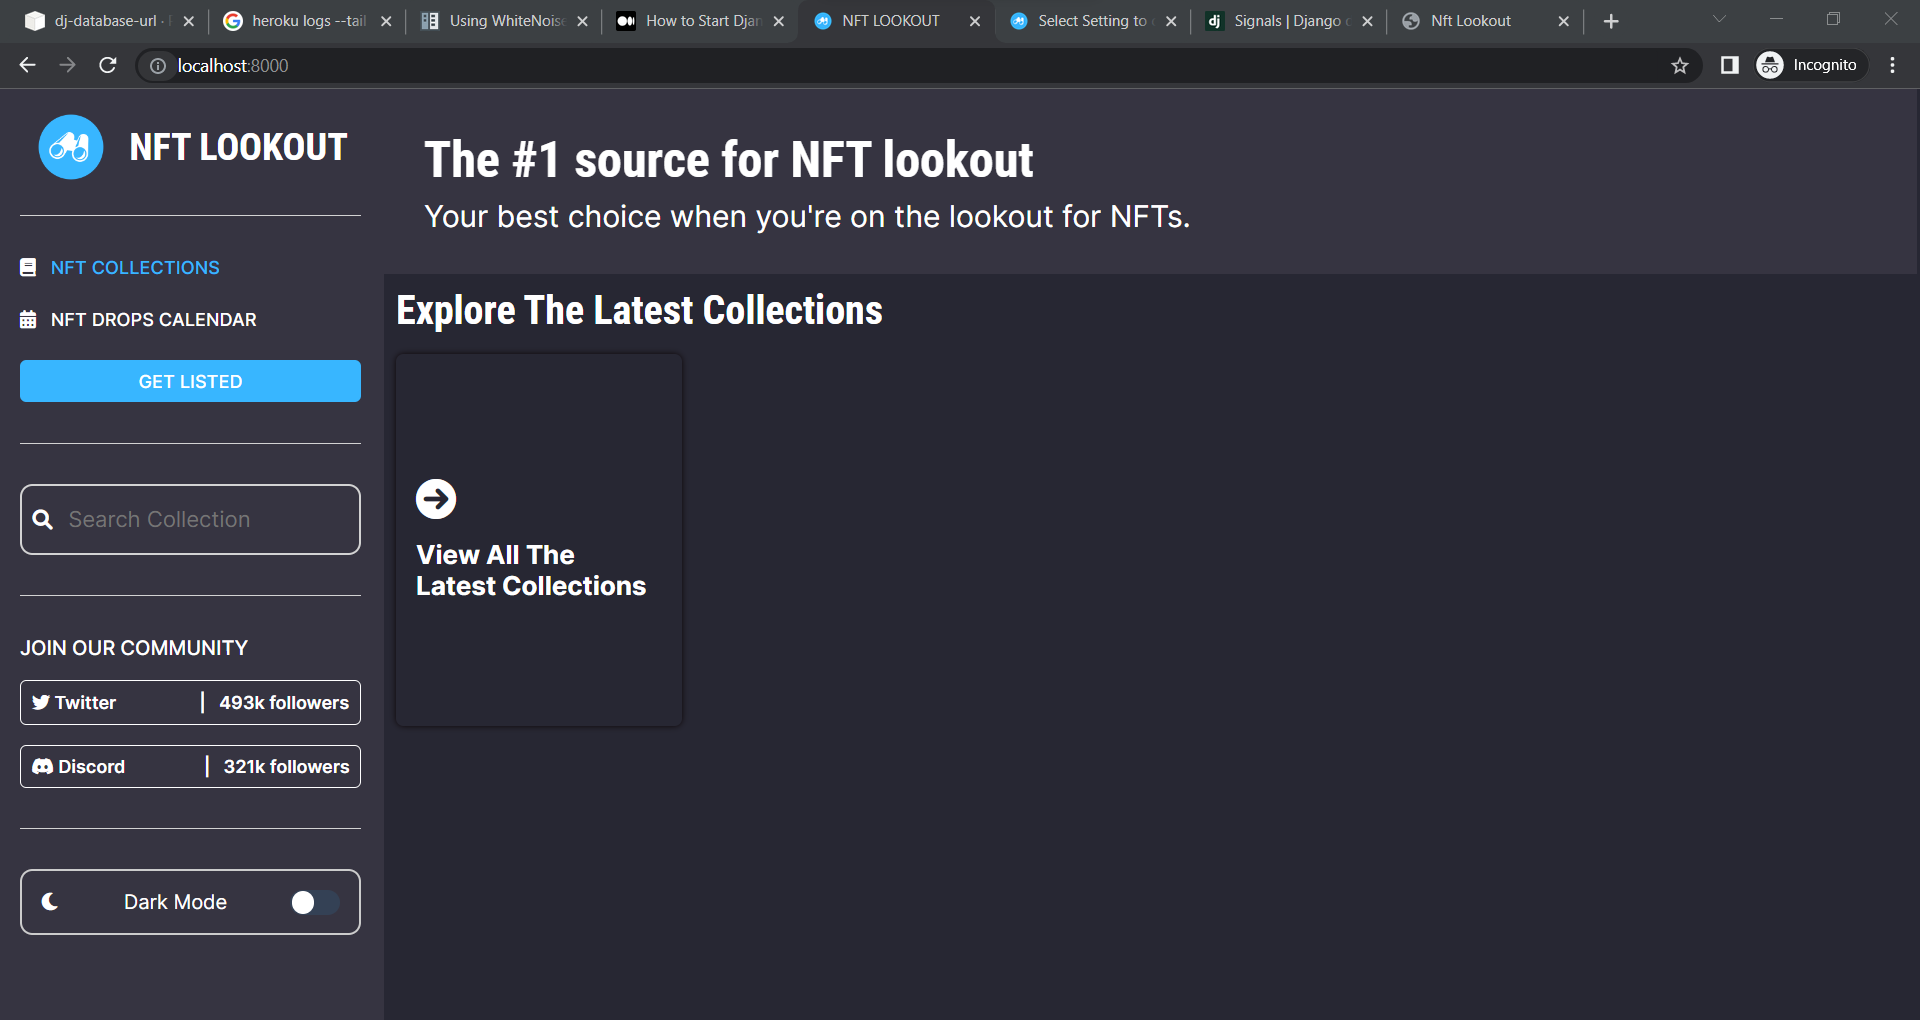 dj-database-url ·
heroku logs --tail
Using WhiteNoise
How to Start Djan
NFT LOOKOUT
Select Setting to
Signals | Django
Nft Lookout
localhost:8000
Incognito
NFT LOOKOUT
NFT COLLECTIONS
NFT DROPS CALENDAR
GET LISTED
Search Collection
JOIN OUR COMMUNITY
Twitter | 493k followers
Discord | 321k followers
Dark Mode
The #1 source for NFT lookout
Your best choice when you're on the lookout for NFTs.
Explore The Latest Collections
View All The
Latest Collections